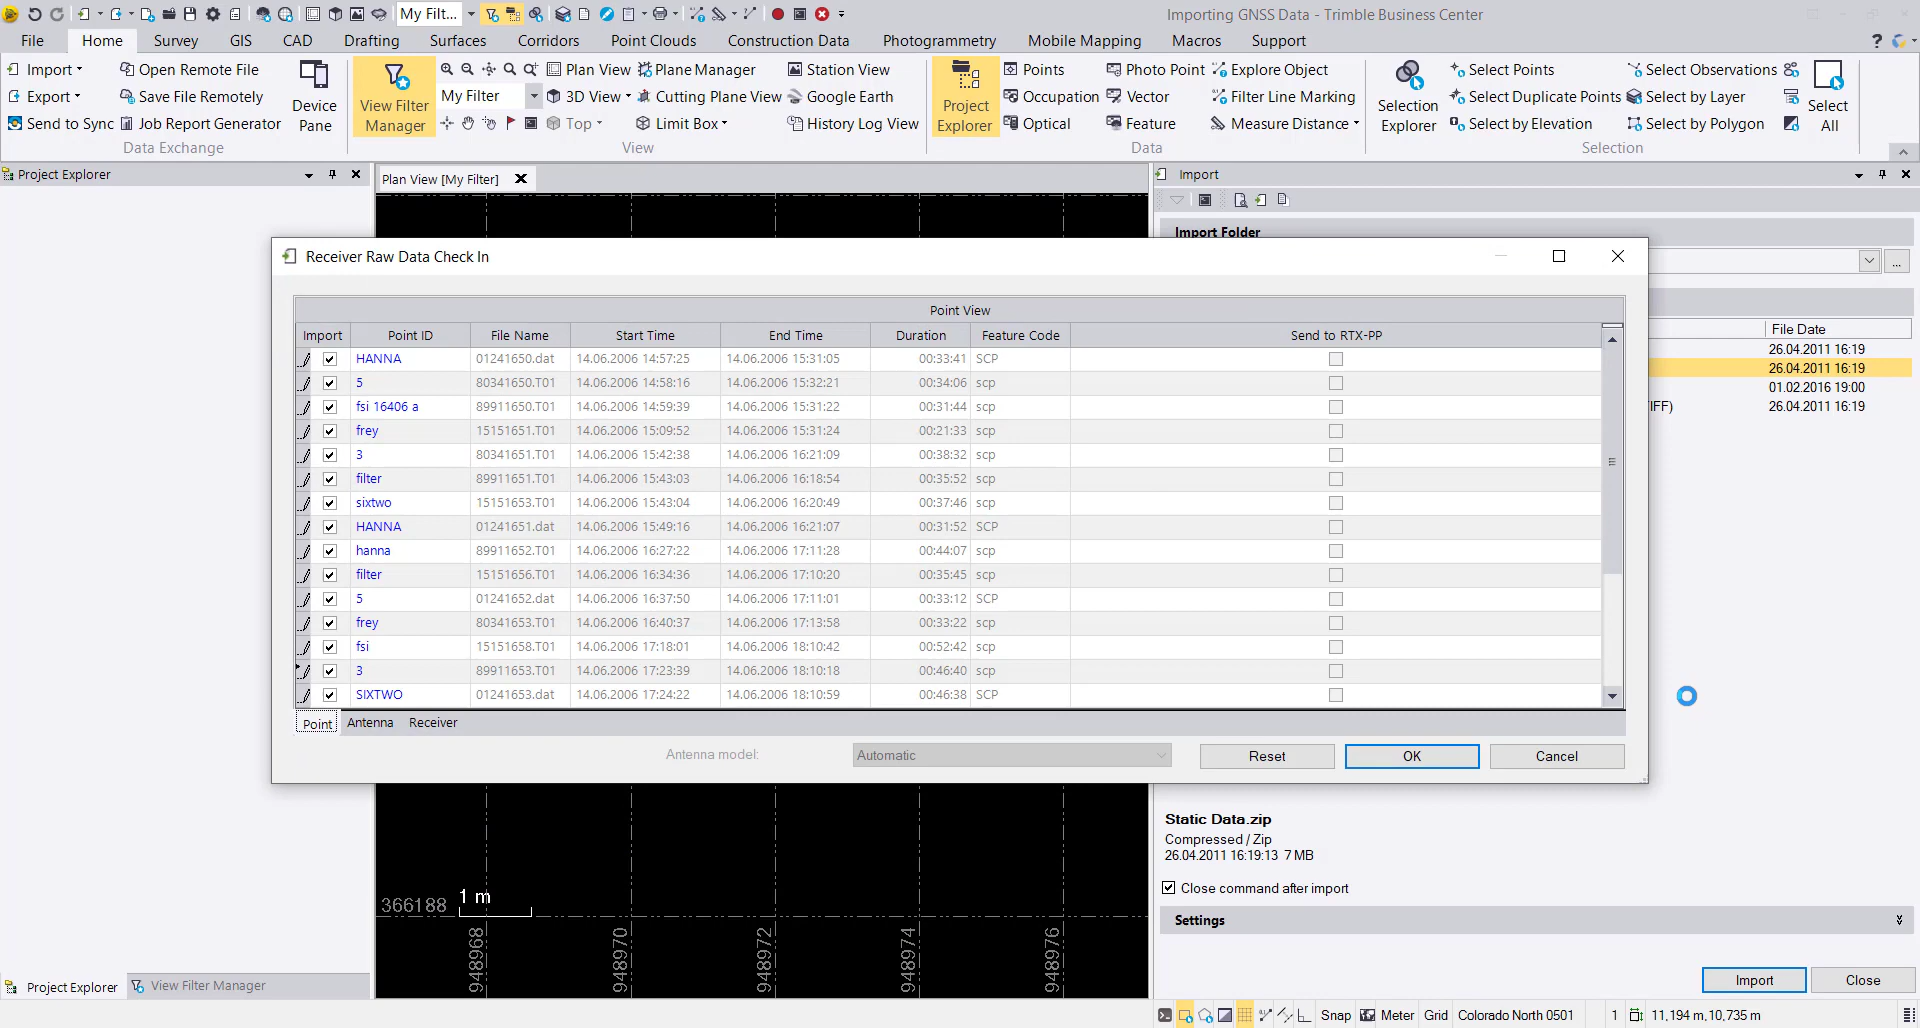 My Filt...
Importing GNSS Data - Trimble Business Center
File Home Survey GIS CAD Drafting Surfaces Corridors Point Clouds Construction Data Photogrammetry Mobile Mapping Macros Support
Import Open Remote File
Export Save File Remotely
Send to Sync Job Report Generator
Device Pane
Data Exchange
View Filter Manager
My Filter
Plan View Plane Manager Station View
3D View Cutting Plane View Google Earth
Top Limit Box History Log View
View
Project Explorer
Points Photo Point Explore Object
Occupation Vector Filter Line Marking
Optical Feature Measure Distance
Data
Selection Explorer
Select Points Select Observations
Select Duplicate Points Select by Layer
Select by Elevation Select by Polygon
Select All
Selection
Project Explorer
Plan View [My Filter]
Import
Import Folder
...
File Date
26.04.2011 16:19
26.04.2011 16:19
01.02.2016 19:00
IFF) 26.04.2011 16:19
Receiver Raw Data Check In
Point View
Import Point ID File Name Start Time End Time Duration Feature Code Send to RTX-PP
HANNA 01241650.dat 14.06.2006 14:57:25 14.06.2006 15:31:05 00:33:41 SCP
5 80341650.T01 14.06.2006 14:58:16 14.06.2006 15:32:21 00:34:06 scp
fsi 16406 a 89911650.T01 14.06.2006 14:59:39 14.06.2006 15:31:22 00:31:44 scp
frey 15151651.T01 14.06.2006 15:09:52 14.06.2006 15:31:24 00:21:33 scp
3 80341651.T01 14.06.2006 15:42:38 14.06.2006 16:21:09 00:38:32 scp
filter 89911651.T01 14.06.2006 15:43:03 14.06.2006 16:18:54 00:35:52 scp
sixtwo 15151653.T01 14.06.2006 15:43:04 14.06.2006 16:20:49 00:37:46 scp
HANNA 01241651.dat 14.06.2006 15:49:16 14.06.2006 16:21:07 00:31:52 SCP
hanna 89911652.T01 14.06.2006 16:27:22 14.06.2006 17:11:28 00:44:07 scp
filter 15151656.T01 14.06.2006 16:34:36 14.06.2006 17:10:20 00:35:45 scp
5 01241652.dat 14.06.2006 16:37:50 14.06.2006 17:11:01 00:33:12 SCP
frey 80341653.T01 14.06.2006 16:40:37 14.06.2006 17:13:58 00:33:22 scp
fsi 15151658.T01 14.06.2006 17:18:01 14.06.2006 18:10:42 00:52:42 scp
3 89911653.T01 14.06.2006 17:23:39 14.06.2006 18:10:18 00:46:40 scp
SIXTWO 01241653.dat 14.06.2006 17:24:22 14.06.2006 18:10:59 00:46:38 SCP
Point Antenna Receiver
Antenna model: Automatic Reset OK Cancel
366188
1 m
948968
948970
948972
948974
948976
Static Data.zip
Compressed / Zip
26.04.2011 16:19:13 7 MB
Close command after import
Settings
Import Close
Project Explorer View Filter Manager
Snap Meter Grid Colorado North 0501 1 11,194 m,10,735 m